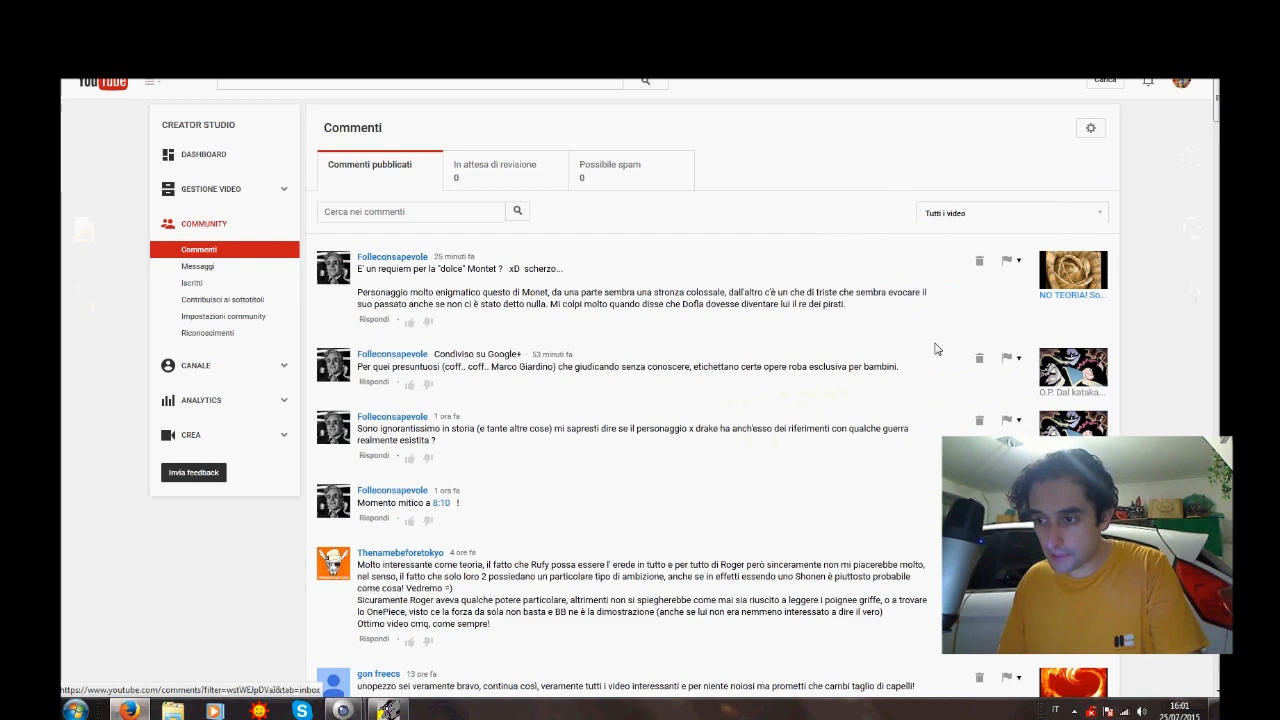 YouTube
Carica
CREATOR STUDIO
DASHBOARD
GESTIONE VIDEO
COMMUNITY
Commenti
Messaggi
Iscritti
Contribuisci ai sottotitoli
Impostazioni community
Riconoscimenti
CANALE
ANALYTICS
CREA
Invia feedback
Commenti
Commenti pubblicati
In attesa di revisione
0
Possibile spam
0
Cerca nei commenti
Tutti i video
Folleconsapevole 25 minuti fa
E' un requiem per la "dolce" Montet ? xD scherzo...
Personaggio molto enigmatico questo di Monet, da una parte sembra una stronza colossale, dall'altro c'è un che di triste che sembra evocare il
suo passato anche se non ci è stato detto nulla. Mi colpi molto quando disse che Dofla dovesse diventare lui il re dei pirati.
Rispondi
NO TEORIA! So...
Folleconsapevole Condiviso su Google+ · 53 minuti fa
Per quei presuntuosi (coff.. coff.. Marco Giardino) che giudicando senza conoscere, etichettano certe opere roba esclusiva per bambini.
Rispondi
O.P. Dal kataka...
Folleconsapevole 1 ora fa
Sono ignorantissimo in storia (e tante altre cose) mi sapresti dire se il personaggio x drake ha anch'esso dei riferimenti con qualche guerra
realmente esistita ?
Rispondi
Folleconsapevole 1 ora fa
Momento mitico a 8:10 !
Rispondi
Thenamebeforetokyo 4 ore fa
Molto interessante come teoria, il fatto che Rufy possa essere l' erede in tutto e per tutto di Roger però sinceramente non mi piacerebbe molto,
nel senso, il fatto che solo loro 2 possiedano un particolare tipo di ambizione, anche se in effetti essendo uno Shonen è piuttosto probabile
come cosa! Vedremo =)
Sicuramente Roger aveva qualche potere particolare, altrimenti non si spiegherebbe come mai sia riuscito a leggere i poignee griffe, o a trovare
lo OnePiece, visto ce la forza da sola non basta e BB ne è la dimostrazione (anche se lui non era nemmeno interessato a dire il vero)
Ottimo video cmq, come sempre!
Rispondi
gon freecs 13 ore fa
unopezzo sei veramente bravo, continua così, veramente tutti i video interessanti e per niente noiosi ma prometti che cambi taglio di capelli!
https://www.youtube.com/comments?filter=wstWEJpDVaI&tab=inbox
IT
16:01
25/07/2015